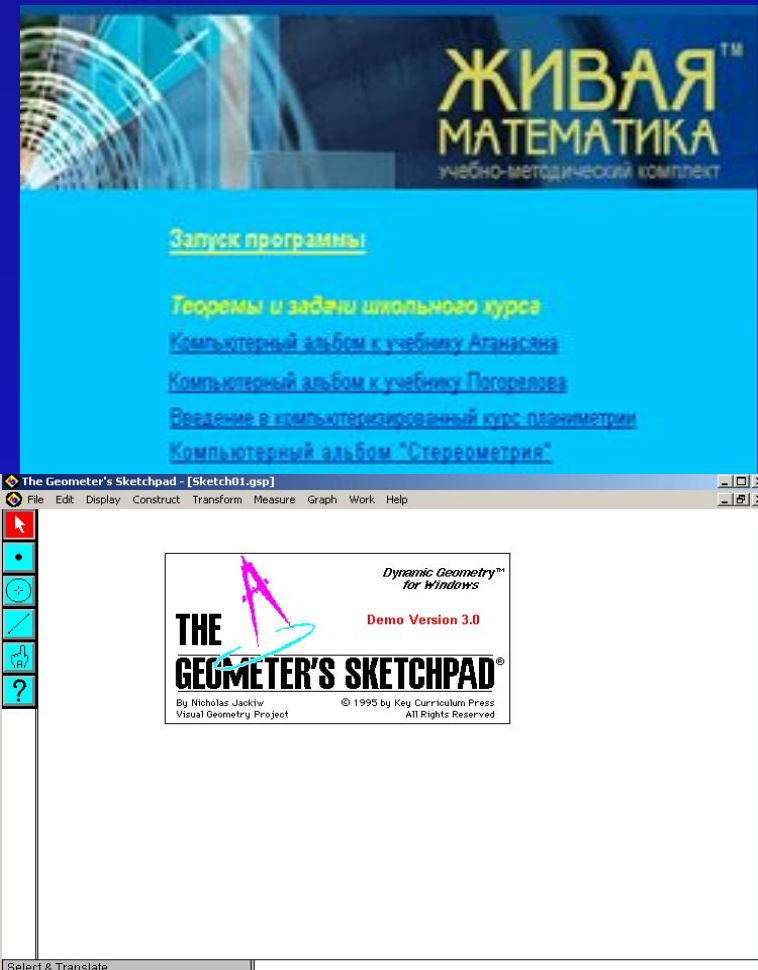 ЖИВАЯ™
МАТЕМАТИКА
УЧЕБНО-МЕТОДИЧЕСКИЙ КОМПЛЕКТ
Запуск программы
Теоремы и задачи школьного курса
Компьютерный альбом к учебнику Атанасяна
Компьютерный альбом к учебнику Погорелова
Введение в компьютеризированный курс планиметрии
Компьютерный альбом "Стереометрия"
The Geometer's Sketchpad - [Sketch01.gsp]
File Edit Display Construct Transform Measure Graph Work Help
Dynamic Geometry™
for Windows
Demo Version 3.0
THE
GEOMETER'S SKETCHPAD®
By Nicholas Jackiw
Visual Geometry Project
© 1995 by Key Curriculum Press
All Rights Reserved
A
?
Select & Translate